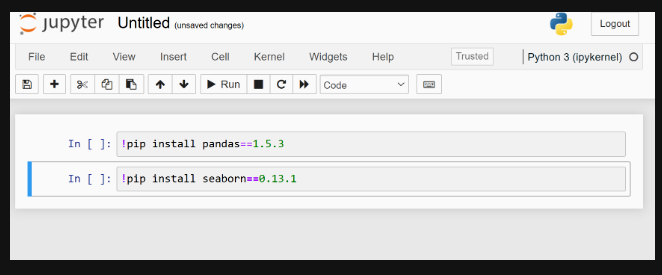 jupyter Untitled (unsaved changes) Logout
File Edit View Insert Cell Kernel Widgets Help Trusted Python 3 (ipykernel)
Run Code
In [ ]: !pip install pandas==1.5.3
In [ ]: !pip install seaborn==0.13.1